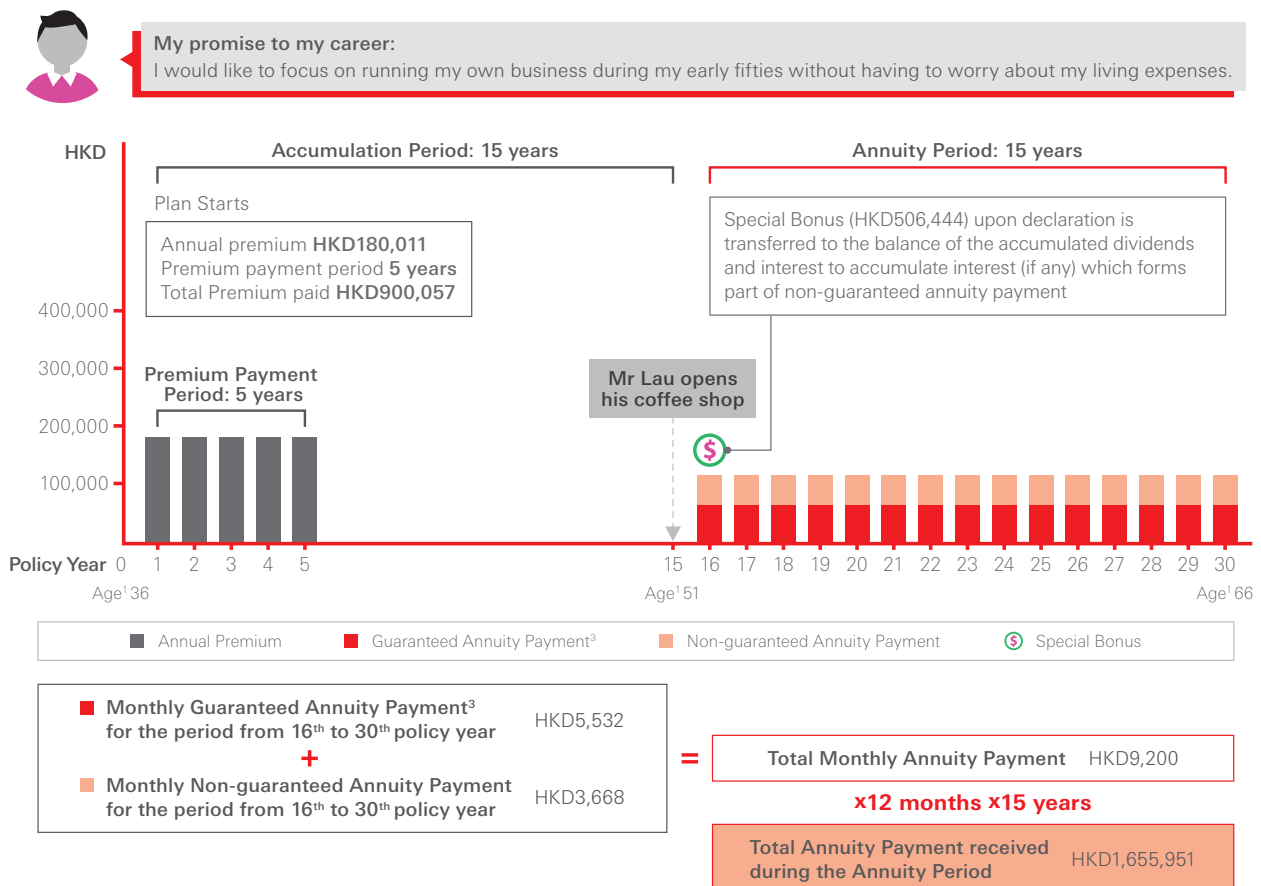 My promise to my career:
I would like to focus on running my own business during my early fifties without having to worry about my living expenses.
HKD
Accumulation Period: 15 years
Annuity Period: 15 years
Plan Starts
Annual premium HKD180,011
Premium payment period 5 years
Total Premium paid HKD900,057
Special Bonus (HKD506,444) upon declaration is
transferred to the balance of the accumulated dividends
and interest to accumulate interest (if any) which forms
part of non-guaranteed annuity payment
400,000
300,000
200,000
100,000
Premium Payment
Period: 5 years
Mr Lau opens
his coffee shop
$
Policy Year 0 1 2 3 4 5 15 16 17 18 19 20 21 22 23 24 25 26 27 28 29 30
Age¹ 36 Age¹ 51 Age¹ 66
Annual Premium Guaranteed Annuity Payment³ Non-guaranteed Annuity Payment $ Special Bonus
Monthly Guaranteed Annuity Payment³
for the period from 16th to 30th policy year
HKD5,532
+
Monthly Non-guaranteed Annuity Payment
for the period from 16th to 30th policy year
HKD3,668
=
Total Monthly Annuity Payment HKD9,200
x12 months x15 years
Total Annuity Payment received
during the Annuity Period
HKD1,655,951